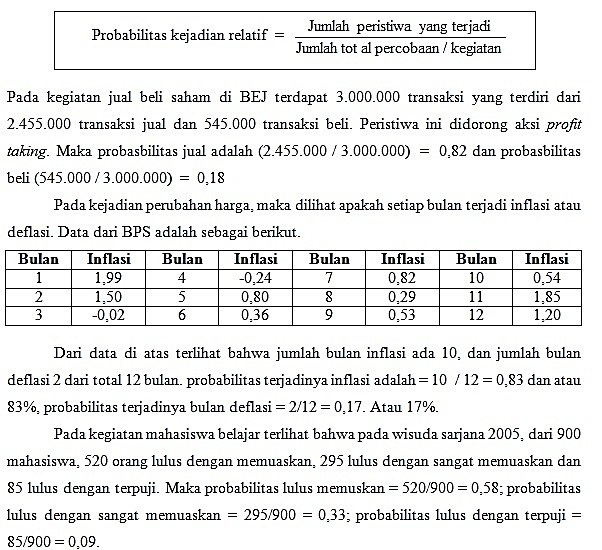 Probabilitas kejadian relatif = Jumlah peristiwa yang terjadi
Jumlah tot al percobaan / kegiatan
Pada kegiatan jual beli saham di BEJ terdapat 3.000.000 transaksi yang terdiri dari
2.455.000 transaksi jual dan 545.000 transaksi beli. Peristiwa ini didorong aksi profit
taking. Maka probasbilitas jual adalah (2.455.000 / 3.000.000) = 0,82 dan probasbilitas
beli (545.000 / 3.000.000) = 0,18
Pada kejadian perubahan harga, maka dilihat apakah setiap bulan terjadi inflasi atau
deflasi. Data dari BPS adalah sebagai berikut.
Bulan Inflasi Bulan Inflasi Bulan Inflasi Bulan Inflasi
1 1,99 4 -0,24 7 0,82 10 0,54
2 1,50 5 0,80 8 0,29 11 1,85
3 -0,02 6 0,36 9 0,53 12 1,20
Dari data di atas terlihat bahwa jumlah bulan inflasi ada 10, dan jumlah bulan
deflasi 2 dari total 12 bulan. probabilitas terjadinya inflasi adalah = 10 / 12 = 0,83 dan atau
83%, probabilitas terjadinya bulan deflasi = 2/12 = 0,17. Atau 17%.
Pada kegiatan mahasiswa belajar terlihat bahwa pada wisuda sarjana 2005, dari 900
mahasiswa, 520 orang lulus dengan memuaskan, 295 lulus dengan sangat memuaskan dan
85 lulus dengan terpuji. Maka probabilitas lulus memuskan = 520/900 = 0,58; probabilitas
lulus dengan sangat memuaskan = 295/900 = 0,33; probabilitas lulus dengan terpuji =
85/900 = 0,09.